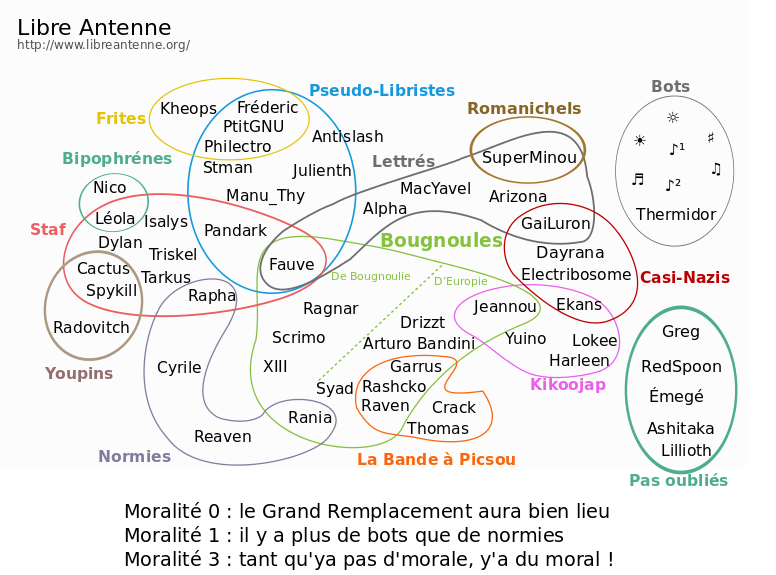 Libre Antenne
http://www.libreantenne.org/
Bots
Pseudo-Libristes
Romanichels
Frites
Kheops
Fréderic
PtitGNU
Philectro
Antislash
Bipophrénes
Lettrés
SuperMinou
☼
☀
♪¹
♯
♬
♪²
♫
Thermidor
Stman
Julienth
Nico
Manu_Thy
MacYavel
Arizona
Léola
Isalys
Alpha
GaiLuron
Staf
Pandark
Bougnoules
Dylan
Triskel
Dayrana
Cactus
Tarkus
Fauve
De Bougnoulie
D'Europie
Electribosome
Casi-Nazis
Spykill
Rapha
Ragnar
Jeannou
Ekans
Radovitch
Drizzt
Scrimo
Arturo Bandini
Yuino
Lokee
Greg
Youpins
Cyrile
XIII
Garrus
Harleen
RedSpoon
Syad
Rashcko
Kikoojap
Émegé
Raven
Crack
Rania
Thomas
Ashitaka
Reaven
Lillioth
Normies
La Bande à Picsou
Pas oubliés
Moralité 0 : le Grand Remplacement aura bien lieu
Moralité 1 : il y a plus de bots que de normies
Moralité 3 : tant qu'ya pas d'morale, y'a du moral !